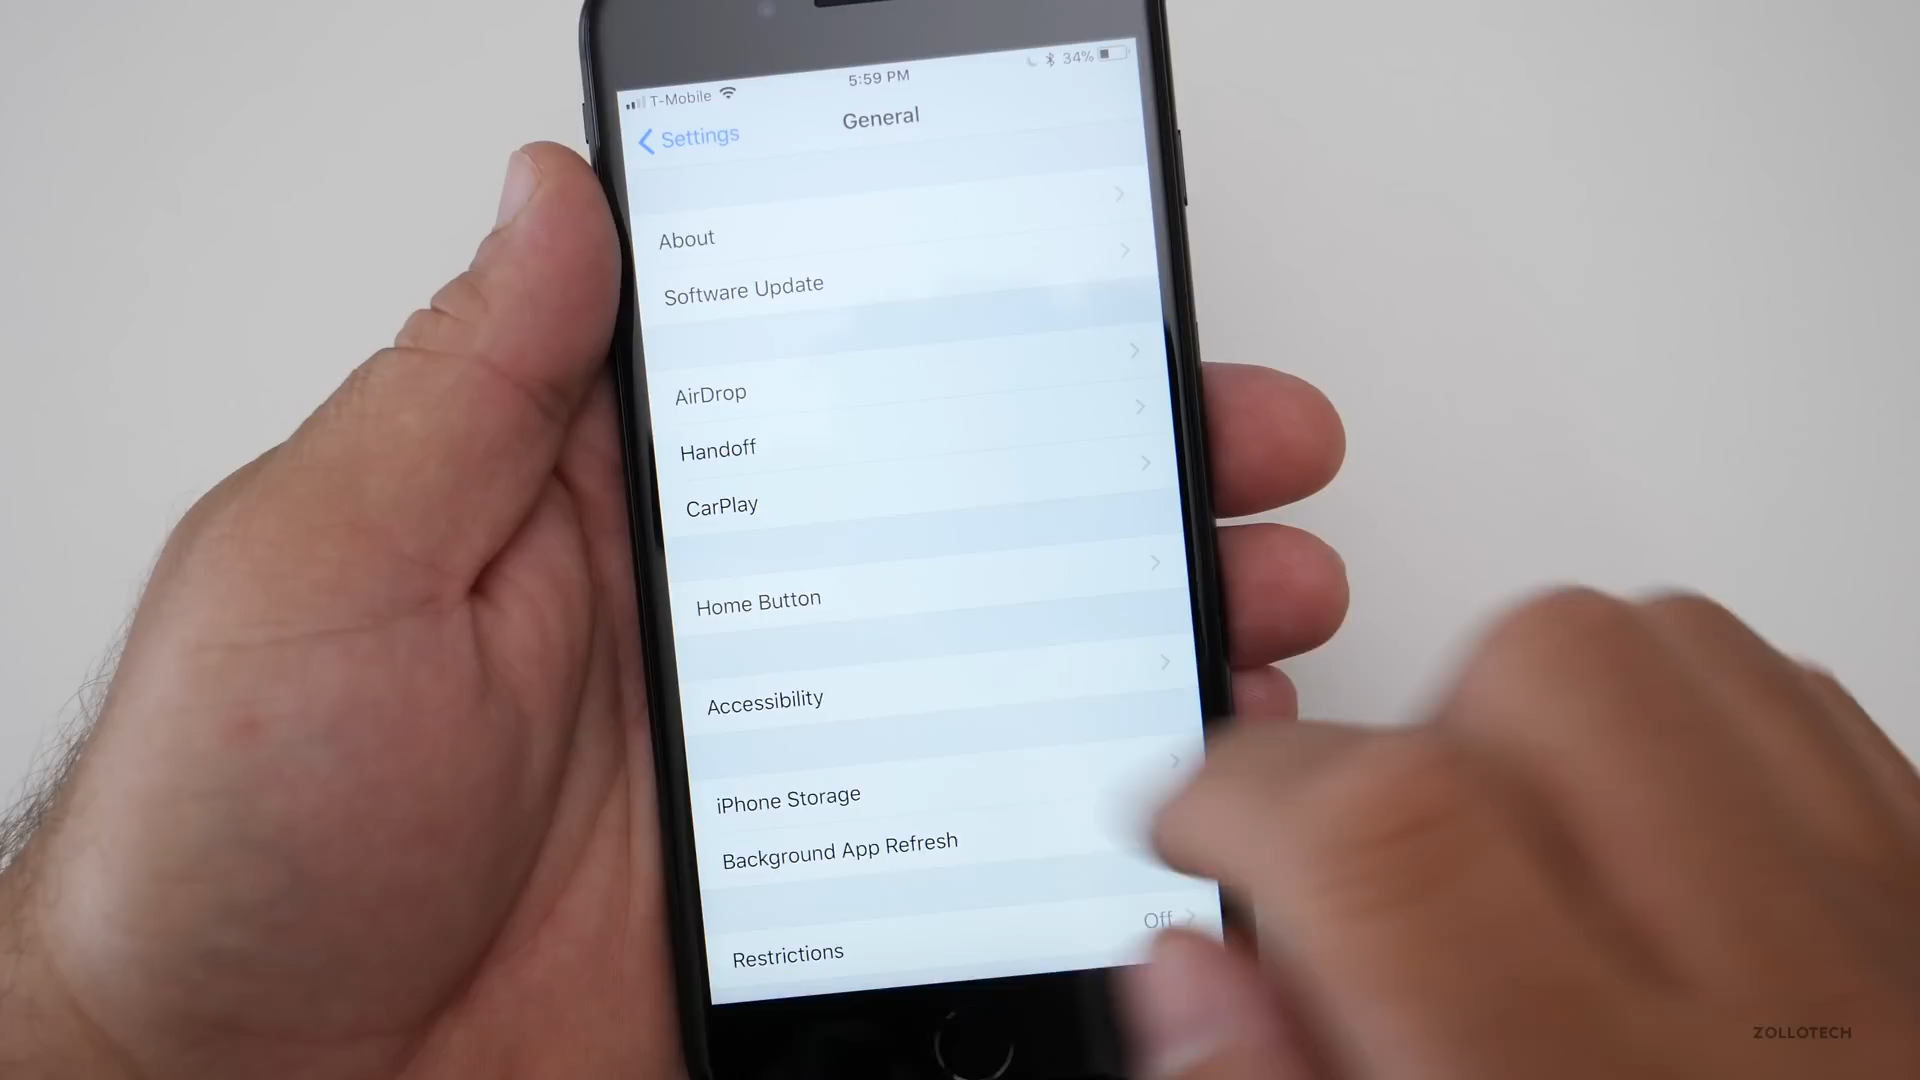 T-Mobile
5:59 PM
34%
Settings
General
About
Software Update
AirDrop
Handoff
CarPlay
Home Button
Accessibility
iPhone Storage
Background App Refresh
Restrictions
Off
ZOLLOTECH